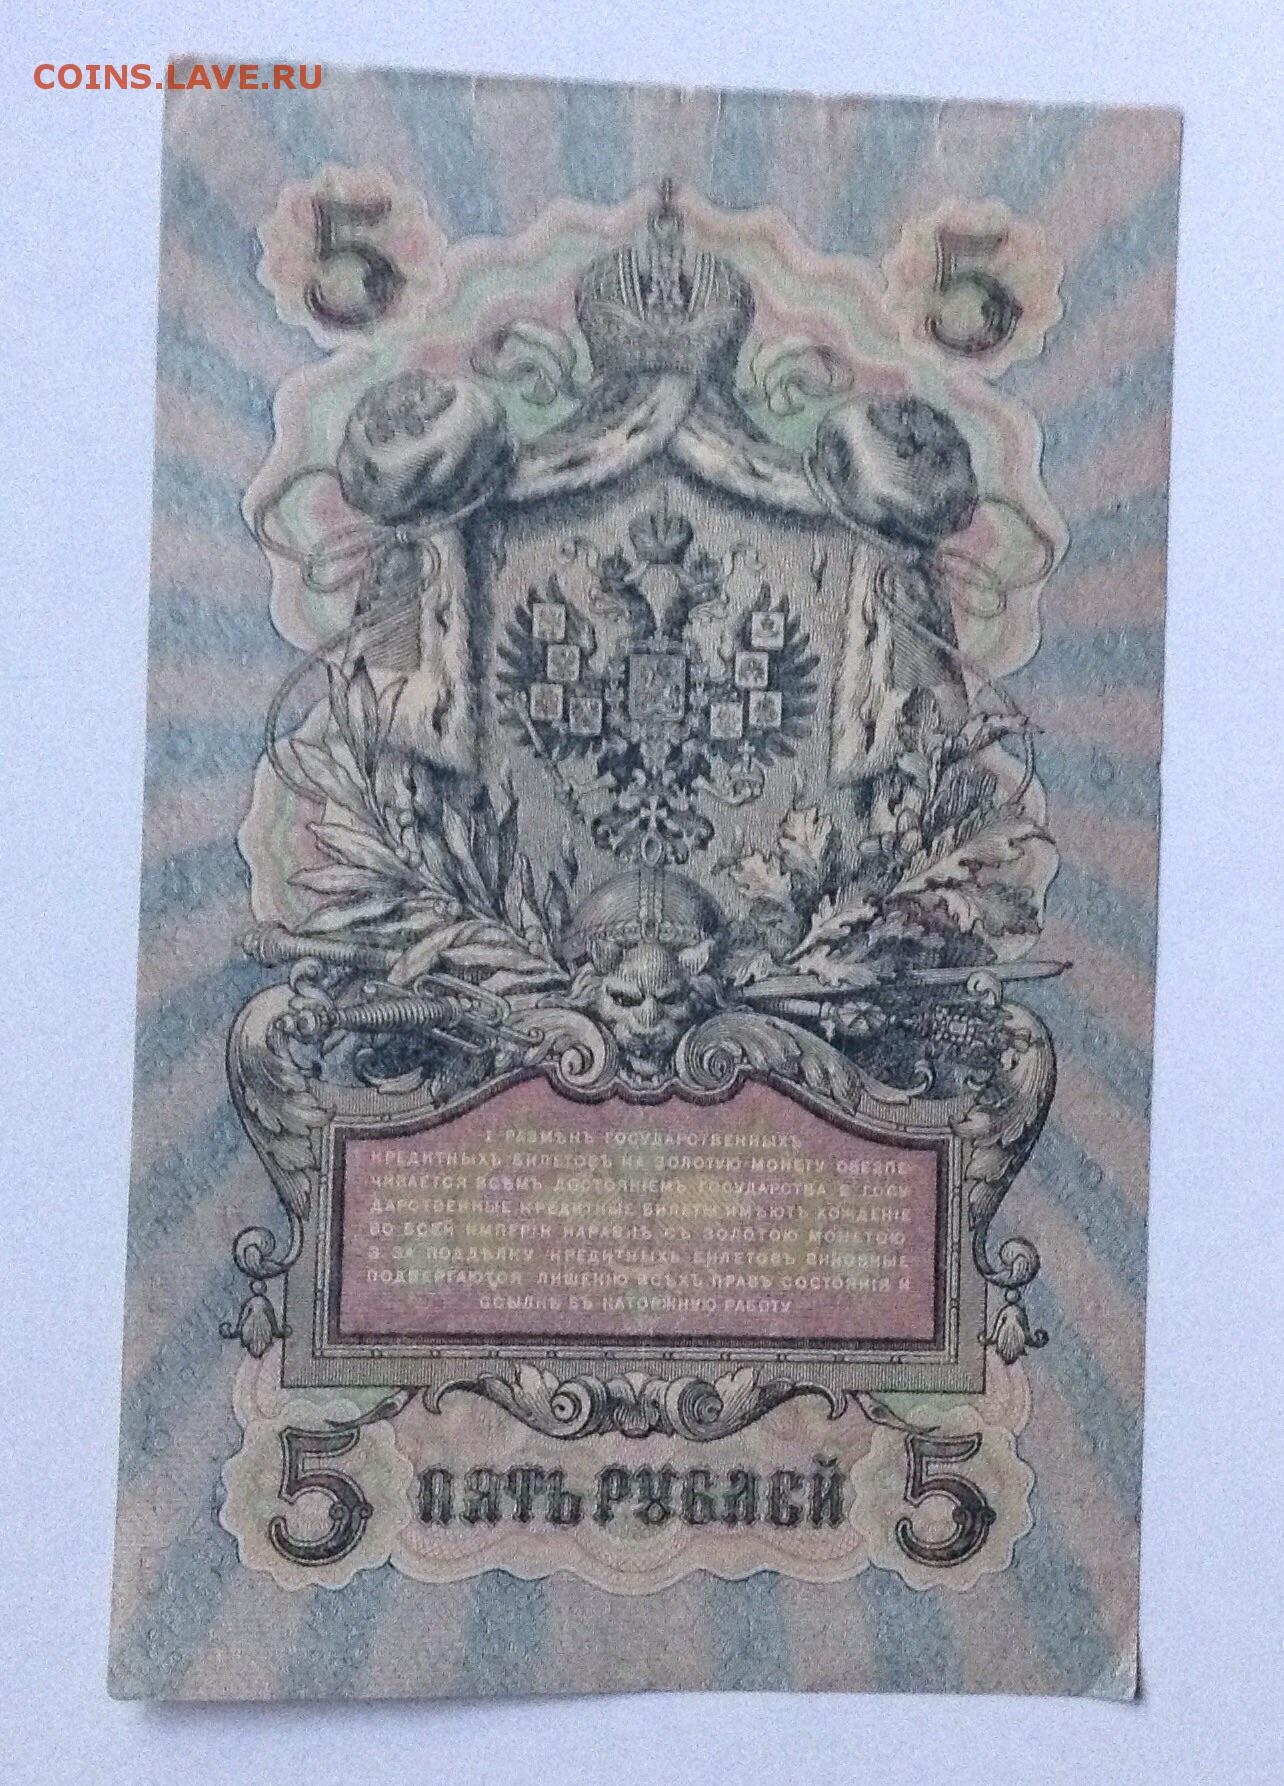 COINS.LAVE.RU
5 5
1 РАЗМѢНЪ ГОСУДАРСТВЕННЫХЪ
КРЕДИТНЫХЪ БИЛЕТОВЪ НА ЗОЛОТУЮ МОНЕТУ ОБЕЗПЕ-
ЧИВАЕТСЯ ВСѢМЪ ДОСТОЯНІЕМЪ ГОСУДАРСТВА 2 ГОСУ-
ДАРСТВЕННЫЕ КРЕДИТНЫЕ БИЛЕТЫ ИМѢЮТЪ ХОЖДЕНІЕ
ВО ВСЕЙ ИМПЕРІИ НАРАВНѢ СЪ ЗОЛОТОЮ МОНЕТОЮ
3 ЗА ПОДДѢЛКУ КРЕДИТНЫХЪ БИЛЕТОВЪ ВИНОВНЫЕ
ПОДВЕРГАЮТСЯ ЛИШЕНІЮ ВСѢХЪ ПРАВЪ СОСТОЯНІЯ И
ССЫЛКѢ ВЪ КАТОРЖНУЮ РАБОТУ
5 ПЯТЬ РУБЛЕЙ 5